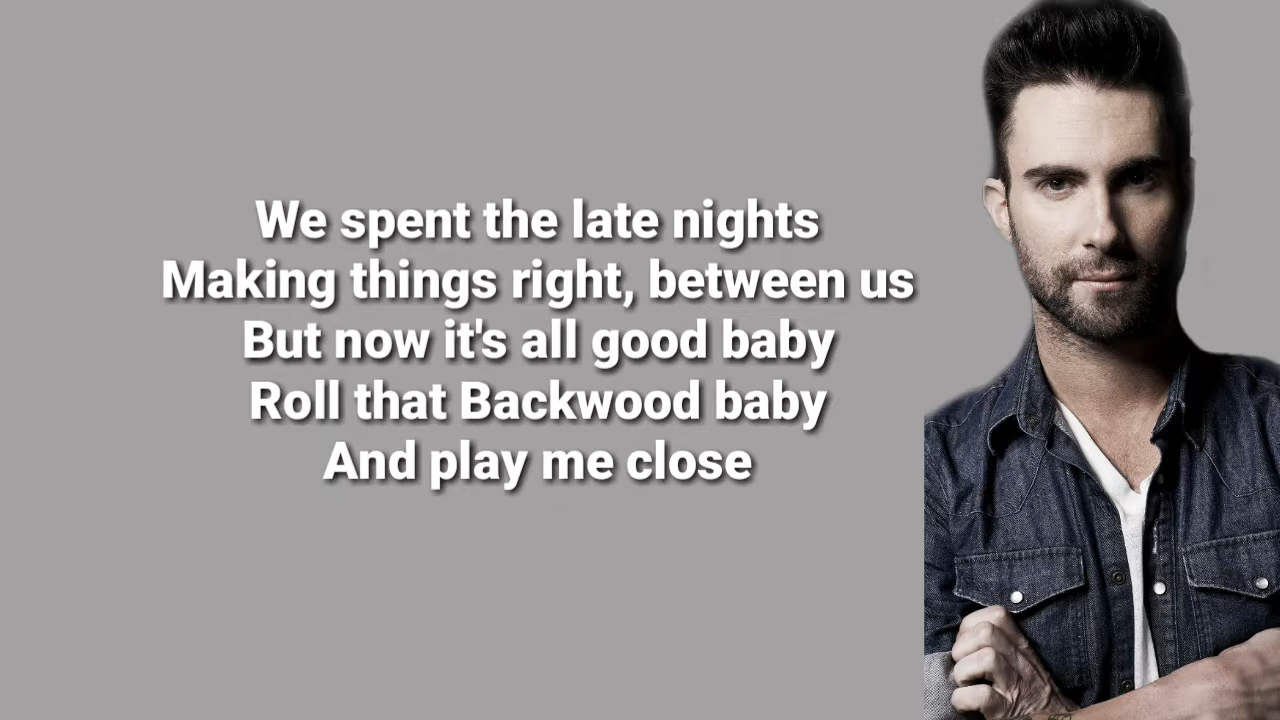 We spent the late nights
Making things right, between us
But now it's all good baby
Roll that Backwood baby
And play me close